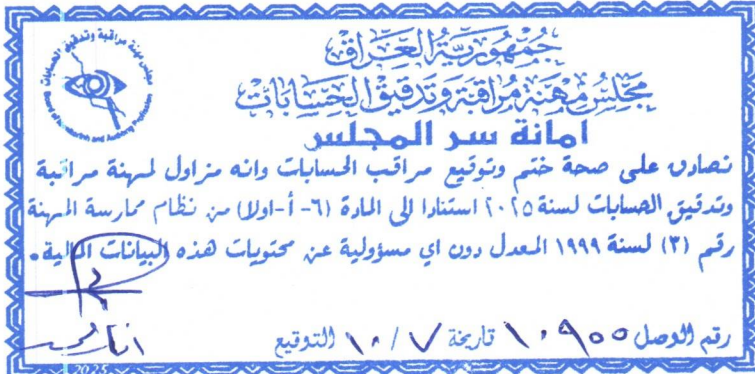 جمهورية العراق
مجلس مهنة مراقبة وتدقيق الحسابات
امانة سر المجلس
نصادق على صحة ختم وتوقيع مراقب الحسابات وانه مزاول لمهنة مراقبة
وتدقيق الحسابات لسنة ٢٠٢٥ استنادا الى المادة (٦- أ-اولا) من نظام ممارسة المهنة
رقم (٣) لسنة ١٩٩٩ المعدل دون اي مسؤولية عن محتويات هذه البيانات المالية.
رقم الوصل ١٠٩٥٥ تاريخة ٧ / ١٠ التوقيع
2025